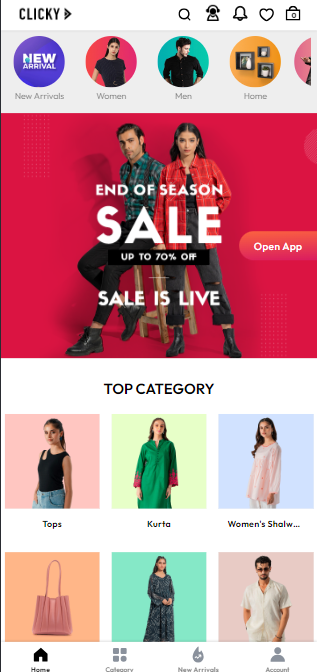 CLICKY
0
NEW
ARRIVAL
New Arrivals
Women
Men
Home
END OF SEASON
SALE
UP TO 70% OFF
SALE IS LIVE
Open App
TOP CATEGORY
Tops
Kurta
Women's Shalw...
Home
Category
New Arrivals
Account